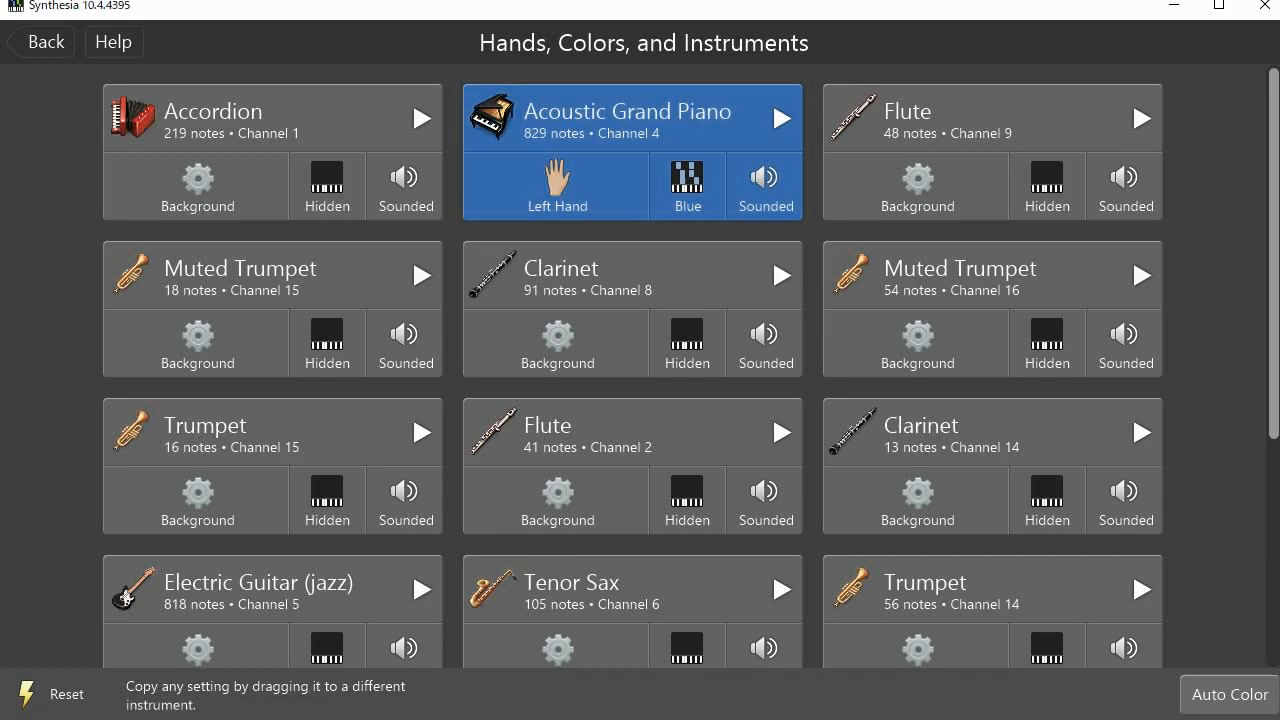 Synthesia 10.4.4395
Back Help Hands, Colors, and Instruments
Accordion
219 notes • Channel 1
Background Hidden Sounded
Acoustic Grand Piano
829 notes • Channel 4
Left Hand Blue Sounded
Flute
48 notes • Channel 9
Background Hidden Sounded
Muted Trumpet
18 notes • Channel 15
Background Hidden Sounded
Clarinet
91 notes • Channel 8
Background Hidden Sounded
Muted Trumpet
54 notes • Channel 16
Background Hidden Sounded
Trumpet
16 notes • Channel 15
Background Hidden Sounded
Flute
41 notes • Channel 2
Background Hidden Sounded
Clarinet
13 notes • Channel 14
Background Hidden Sounded
Electric Guitar (jazz)
818 notes • Channel 5
Tenor Sax
105 notes • Channel 6
Trumpet
56 notes • Channel 14
Reset
Copy any setting by dragging it to a different
instrument.
Auto Color